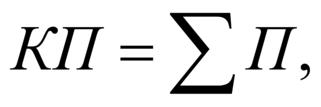 КП = ∑ П,